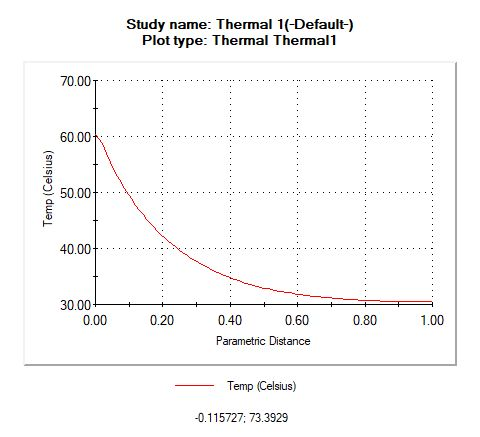 Study name: Thermal 1(-Default-)
Plot type: Thermal Thermal1
70.00
60.00
50.00
40.00
30.00
Temp (Celsius)
0.00 0.20 0.40 0.60 0.80 1.00
Parametric Distance
Temp (Celsius)
-0.115727; 73.3929